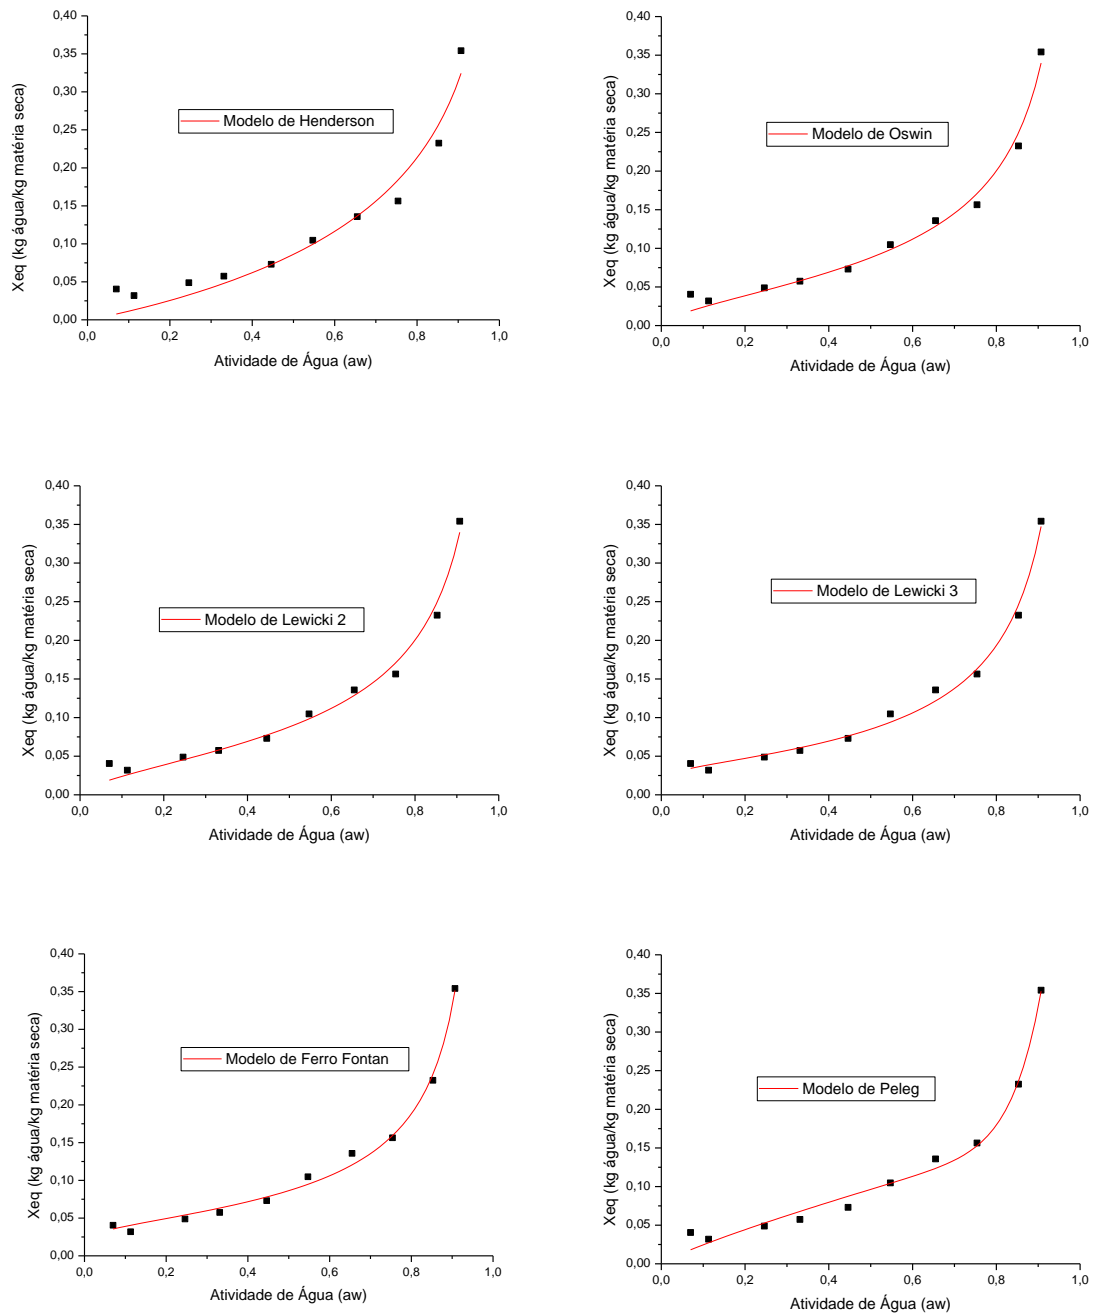 0,40
0,35
0,30
0,25
0,20
0,15
0,10
0,05
0,00
Xeq (kg água/kg matéria seca)
Modelo de Henderson
0,0 0,2 0,4 0,6 0,8 1,0
Atividade de Água (aw)
0,40
0,35
0,30
0,25
0,20
0,15
0,10
0,05
0,00
Xeq (kg água/kg matéria seca)
Modelo de Oswin
0,0 0,2 0,4 0,6 0,8 1,0
Atividade de Água (aw)
0,40
0,35
0,30
0,25
0,20
0,15
0,10
0,05
0,00
Xeq (kg água/kg matéria seca)
Modelo de Lewicki 2
0,0 0,2 0,4 0,6 0,8 1,0
Atividade de Água (aw)
0,40
0,35
0,30
0,25
0,20
0,15
0,10
0,05
0,00
Xeq (kg água/kg matéria seca)
Modelo de Lewicki 3
0,0 0,2 0,4 0,6 0,8 1,0
Atividade de Água (aw)
0,40
0,35
0,30
0,25
0,20
0,15
0,10
0,05
0,00
Xeq (kg água/kg matéria seca)
Modelo de Ferro Fontan
0,0 0,2 0,4 0,6 0,8 1,0
Atividade de Água (aw)
0,40
0,35
0,30
0,25
0,20
0,15
0,10
0,05
0,00
Xeq (kg água/kg matéria seca)
Modelo de Peleg
0,0 0,2 0,4 0,6 0,8 1,0
Atividade de Água (aw)